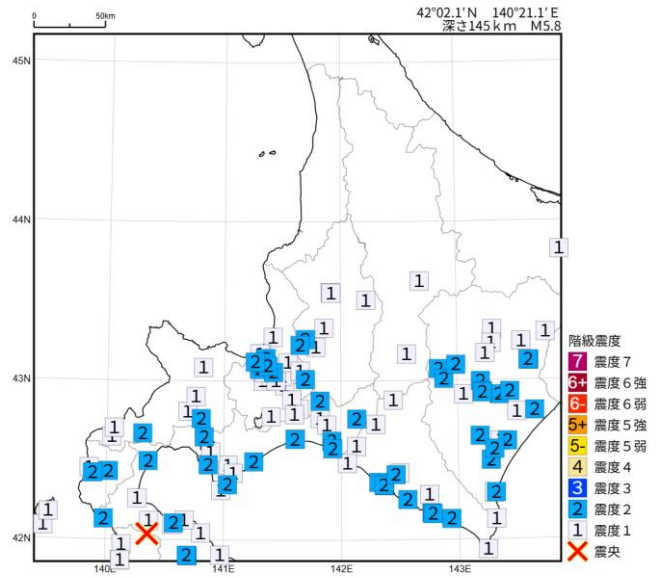 0 50km
42°02.1′N 140°21.1′E
深さ145km M5.8
45N
44N
43N
42N
140E
141E
142E
143E
階級震度
7 震度7
6+ 震度6強
6- 震度6弱
5+ 震度5強
5- 震度5弱
4 震度4
3 震度3
2 震度2
1 震度1
震央